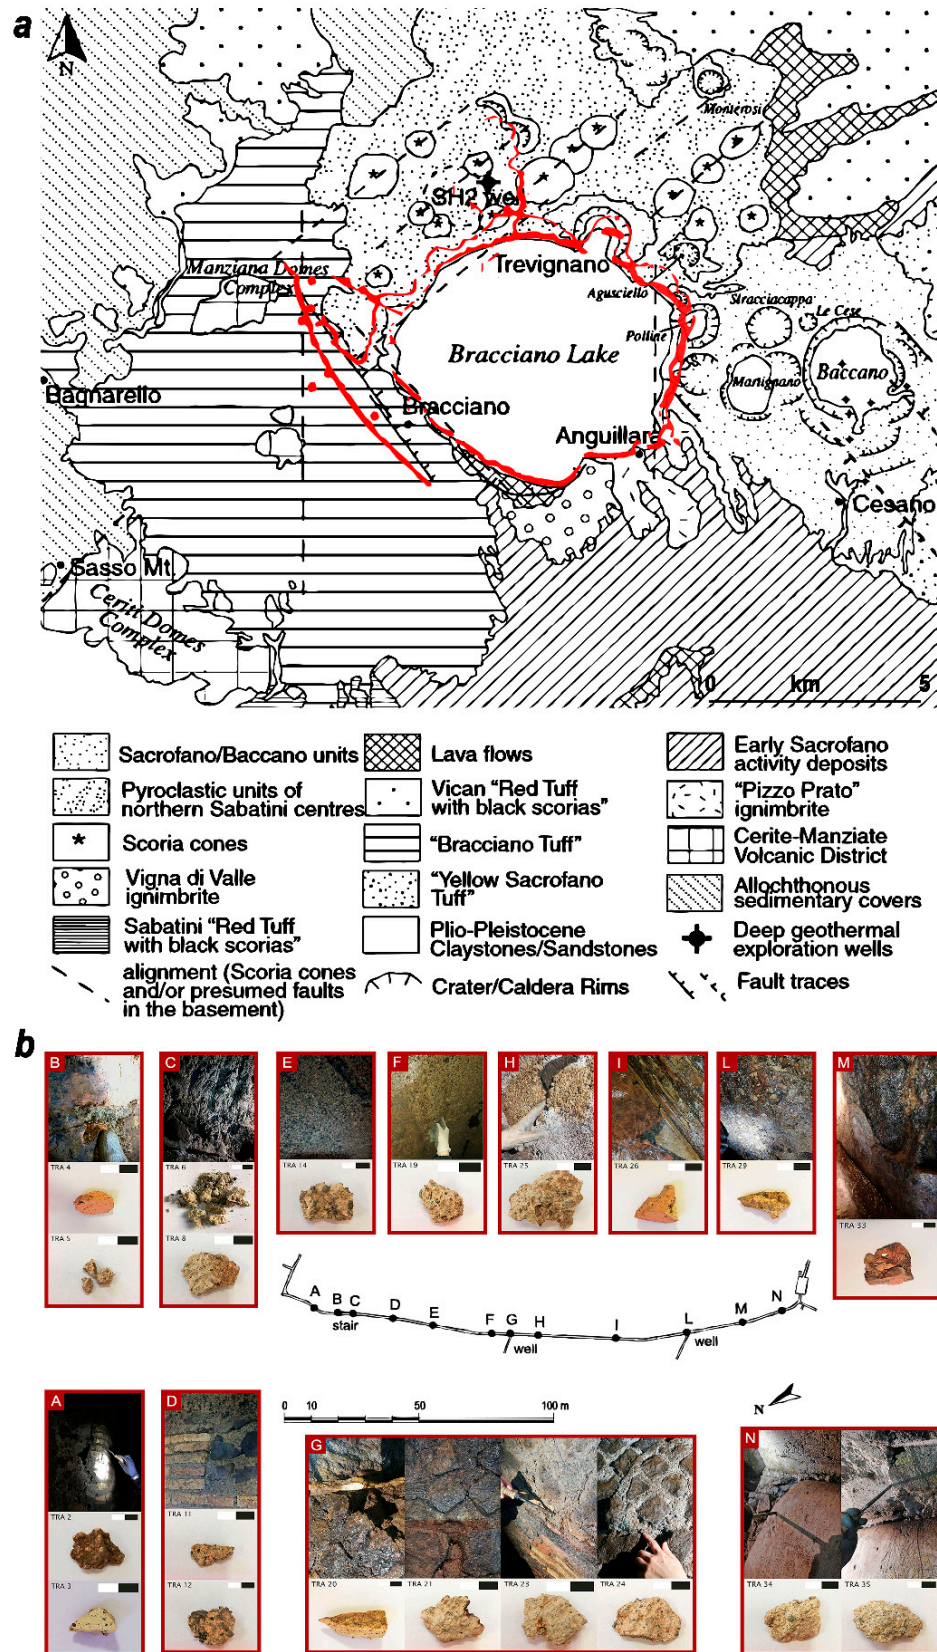 a
N
Monterosi
SH2 well
Manziana Domes
Complex
Trevignano
Agusciello
Stracciacappa
Le Cese
Polline
Bracciano Lake
Martignano
Baccano
Bagnarello
Bracciano
Anguillara
Cesano
Sasso Mt.
Ceriti Domes
Complex
0 km 5
Sacrofano/Baccano units
Lava flows
Early Sacrofano
activity deposits
Pyroclastic units of
northern Sabatini centres
Vican “Red Tuff
with black scorias”
“Pizzo Prato”
ignimbrite
Scoria cones
“Bracciano Tuff”
Cerite-Manziate
Volcanic District
Vigna di Valle
ignimbrite
“Yellow Sacrofano
Tuff”
Allochthonous
sedimentary covers
Sabatini “Red Tuff
with black scorias”
Plio-Pleistocene
Claystones/Sandstones
Deep geothermal
exploration wells
alignment (Scoria cones
and/or presumed faults
in the basement)
Crater/Caldera Rims
Fault traces
b
B
C
E
F
H
I
L
M
TRA 4
TRA 6
TRA 14
TRA 19
TRA 25
TRA 26
TRA 29
TRA 33
TRA 5
TRA 8
A
B
C
D
E
F
G
H
I
L
M
N
stair
well
well
0 10 50 100 m
N
A
D
G
N
TRA 2
TRA 11
TRA 3
TRA 12
TRA 20
TRA 21
TRA 23
TRA 24
TRA 34
TRA 35